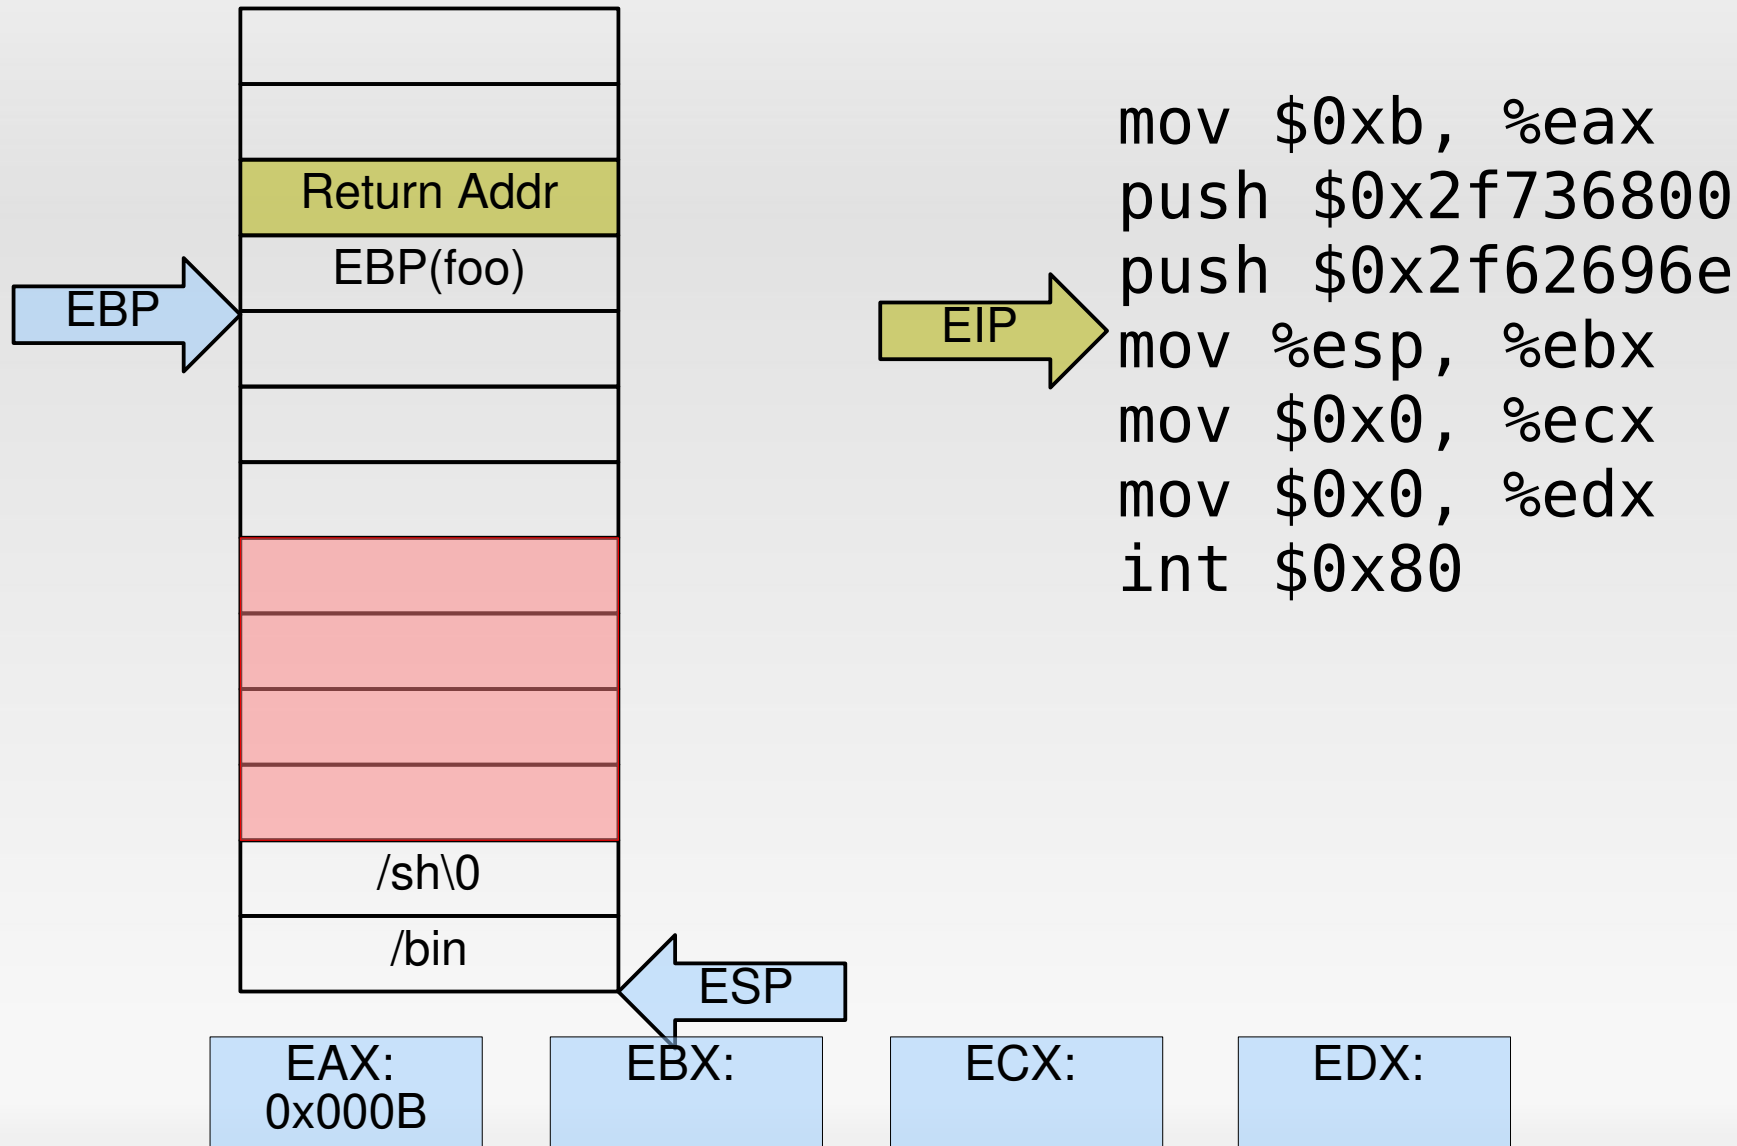 Return Addr
EBP(foo)
EBP
/sh\0
/bin
ESP
EIP
mov $0xb, %eax
push $0x2f736800
push $0x2f62696e
mov %esp, %ebx
mov $0x0, %ecx
mov $0x0, %edx
int $0x80
EAX:
0x000B
EBX:
ECX:
EDX: